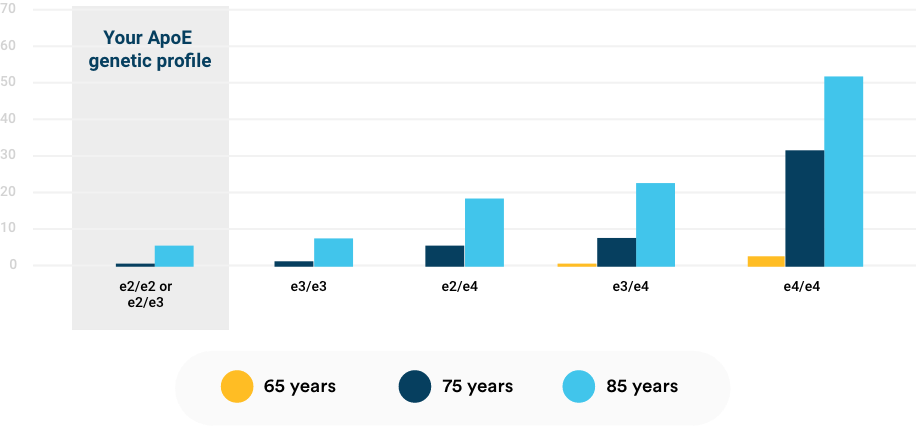 70
60
50
40
30
20
10
0
Your ApoE
genetic profile
e2/e2 or
e2/e3
e3/e3
e2/e4
e3/e4
e4/e4
65 years
75 years
85 years